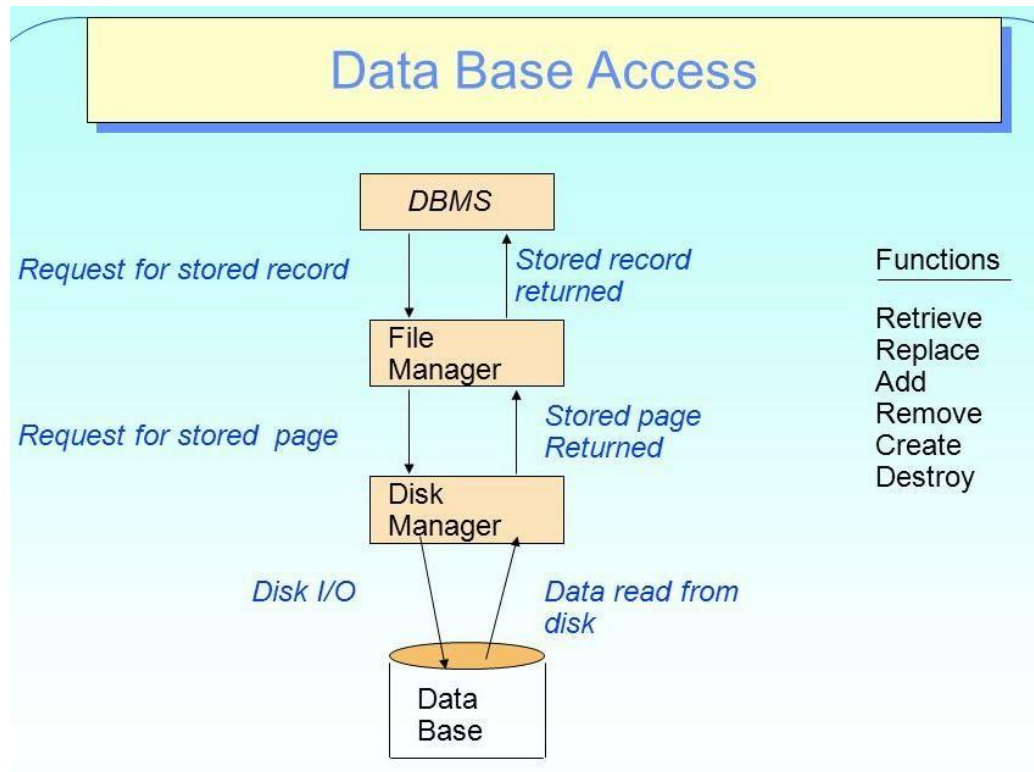 Data Base Access
DBMS
Request for stored record
Stored record
returned
File
Manager
Request for stored page
Stored page
Returned
Disk
Manager
Disk I/O
Data read from
disk
Data
Base
Functions
Retrieve
Replace
Add
Remove
Create
Destroy